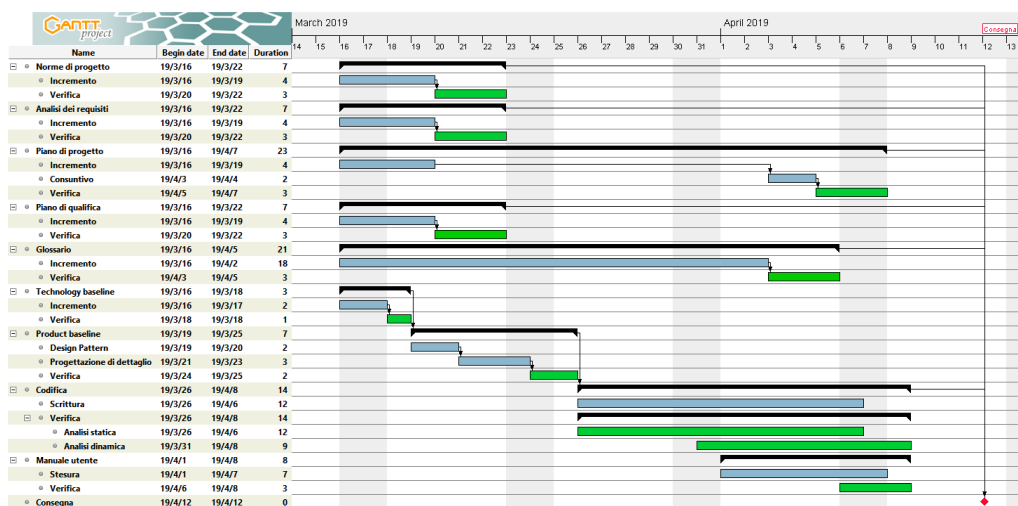 GANTT project
March 2019 April 2019
Consegna
14 15 16 17 18 19 20 21 22 23 24 25 26 27 28 29 30 31 1 2 3 4 5 6 7 8 9 10 11 12 13
Name Begin date End date Duration
Norme di progetto 19/3/16 19/3/22 7
Incremento 19/3/16 19/3/19 4
Verifica 19/3/20 19/3/22 3
Analisi dei requisiti 19/3/16 19/3/22 7
Incremento 19/3/16 19/3/19 4
Verifica 19/3/20 19/3/22 3
Piano di progetto 19/3/16 19/4/7 23
Incremento 19/3/16 19/3/19 4
Consuntivo 19/4/3 19/4/4 2
Verifica 19/4/5 19/4/7 3
Piano di qualifica 19/3/16 19/3/22 7
Incremento 19/3/16 19/3/19 4
Verifica 19/3/20 19/3/22 3
Glossario 19/3/16 19/4/5 21
Incremento 19/3/16 19/4/2 18
Verifica 19/4/3 19/4/5 3
Technology baseline 19/3/16 19/3/18 3
Incremento 19/3/16 19/3/17 2
Verifica 19/3/18 19/3/18 1
Product baseline 19/3/19 19/3/25 7
Design Pattern 19/3/19 19/3/20 2
Progettazione di dettaglio 19/3/21 19/3/23 3
Verifica 19/3/24 19/3/25 2
Codifica 19/3/26 19/4/8 14
Scrittura 19/3/26 19/4/6 12
Verifica 19/3/26 19/4/8 14
Analisi statica 19/3/26 19/4/6 12
Analisi dinamica 19/3/31 19/4/8 9
Manuale utente 19/4/1 19/4/8 8
Stesura 19/4/1 19/4/7 7
Verifica 19/4/6 19/4/8 3
Consegna 19/4/12 19/4/12 0